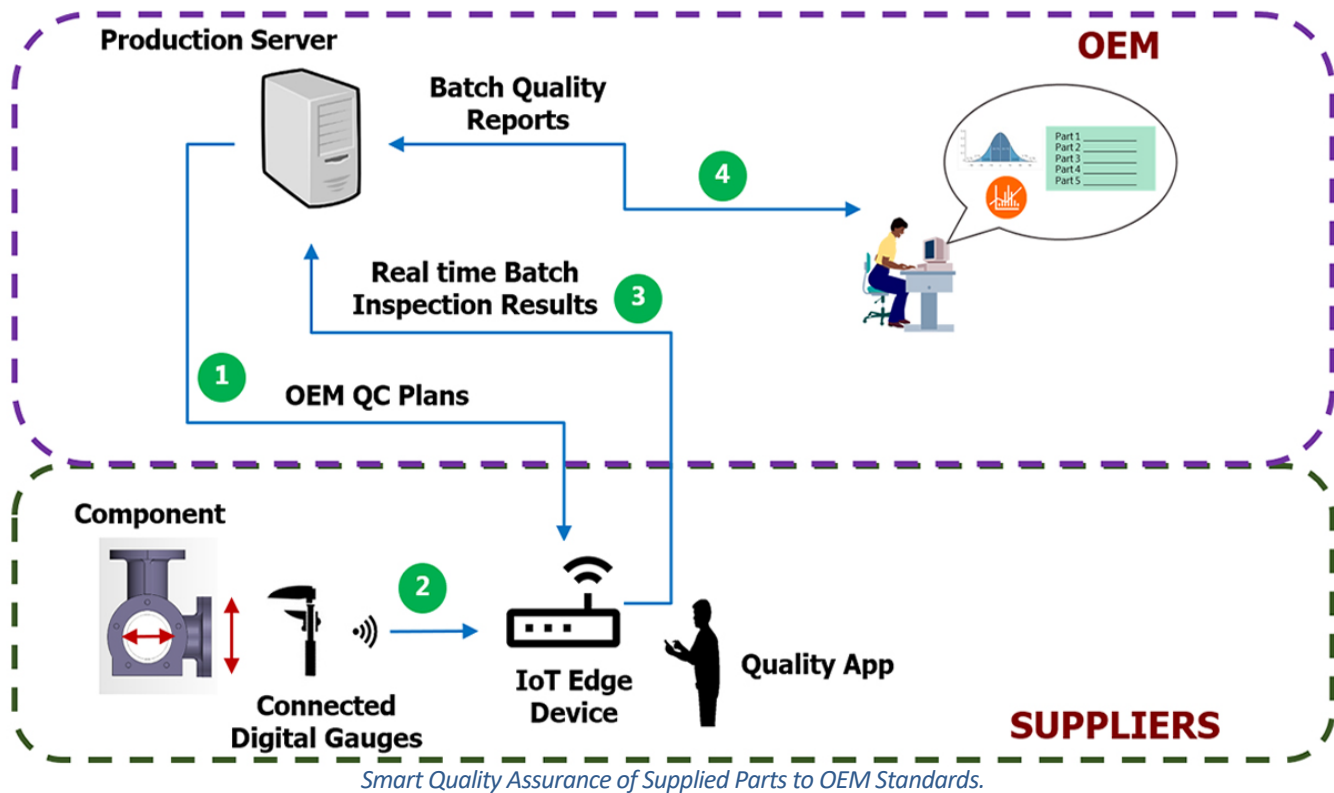 Production Server
OEM
Batch Quality
Reports
4
Part 1
Part 2
Part 3
Part 4
Part 5
Real time Batch
Inspection Results
3
1
OEM QC Plans
Component
2
IoT Edge
Device
Quality App
Connected
Digital Gauges
SUPPLIERS
Smart Quality Assurance of Supplied Parts to OEM Standards.